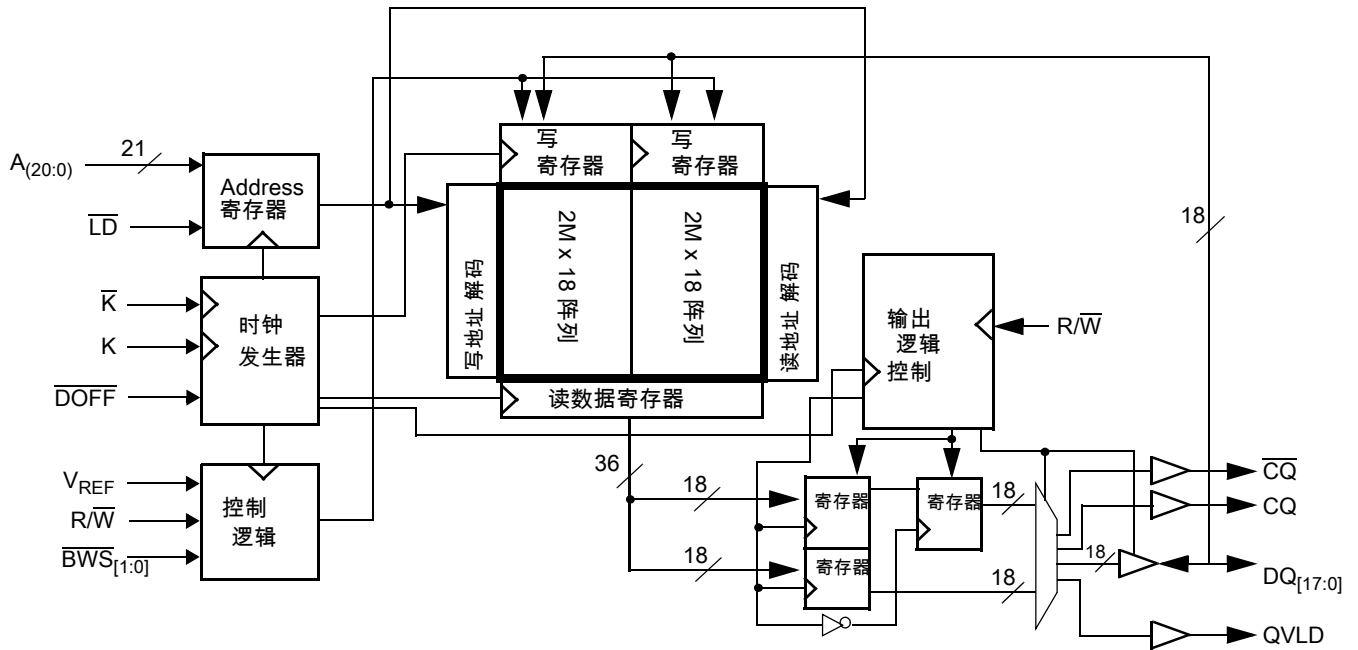 A(20:0)
21
L̅D̅
Address
寄存器
K̅
K
D̅O̅F̅F̅
时钟
发生器
VREF
R/W̅
B̅W̅S̅[1:0]
控制
逻辑
写
寄存器
写
寄存器
写地址 解码
2M x 18 阵列
2M x 18 阵列
读地址 解码
读数据寄存器
36
18
18
输出
逻辑
控制
R/W̅
18
寄存器
寄存器
寄存器
18
18
18
C̅Q̅
CQ
DQ[17:0]
QVLD